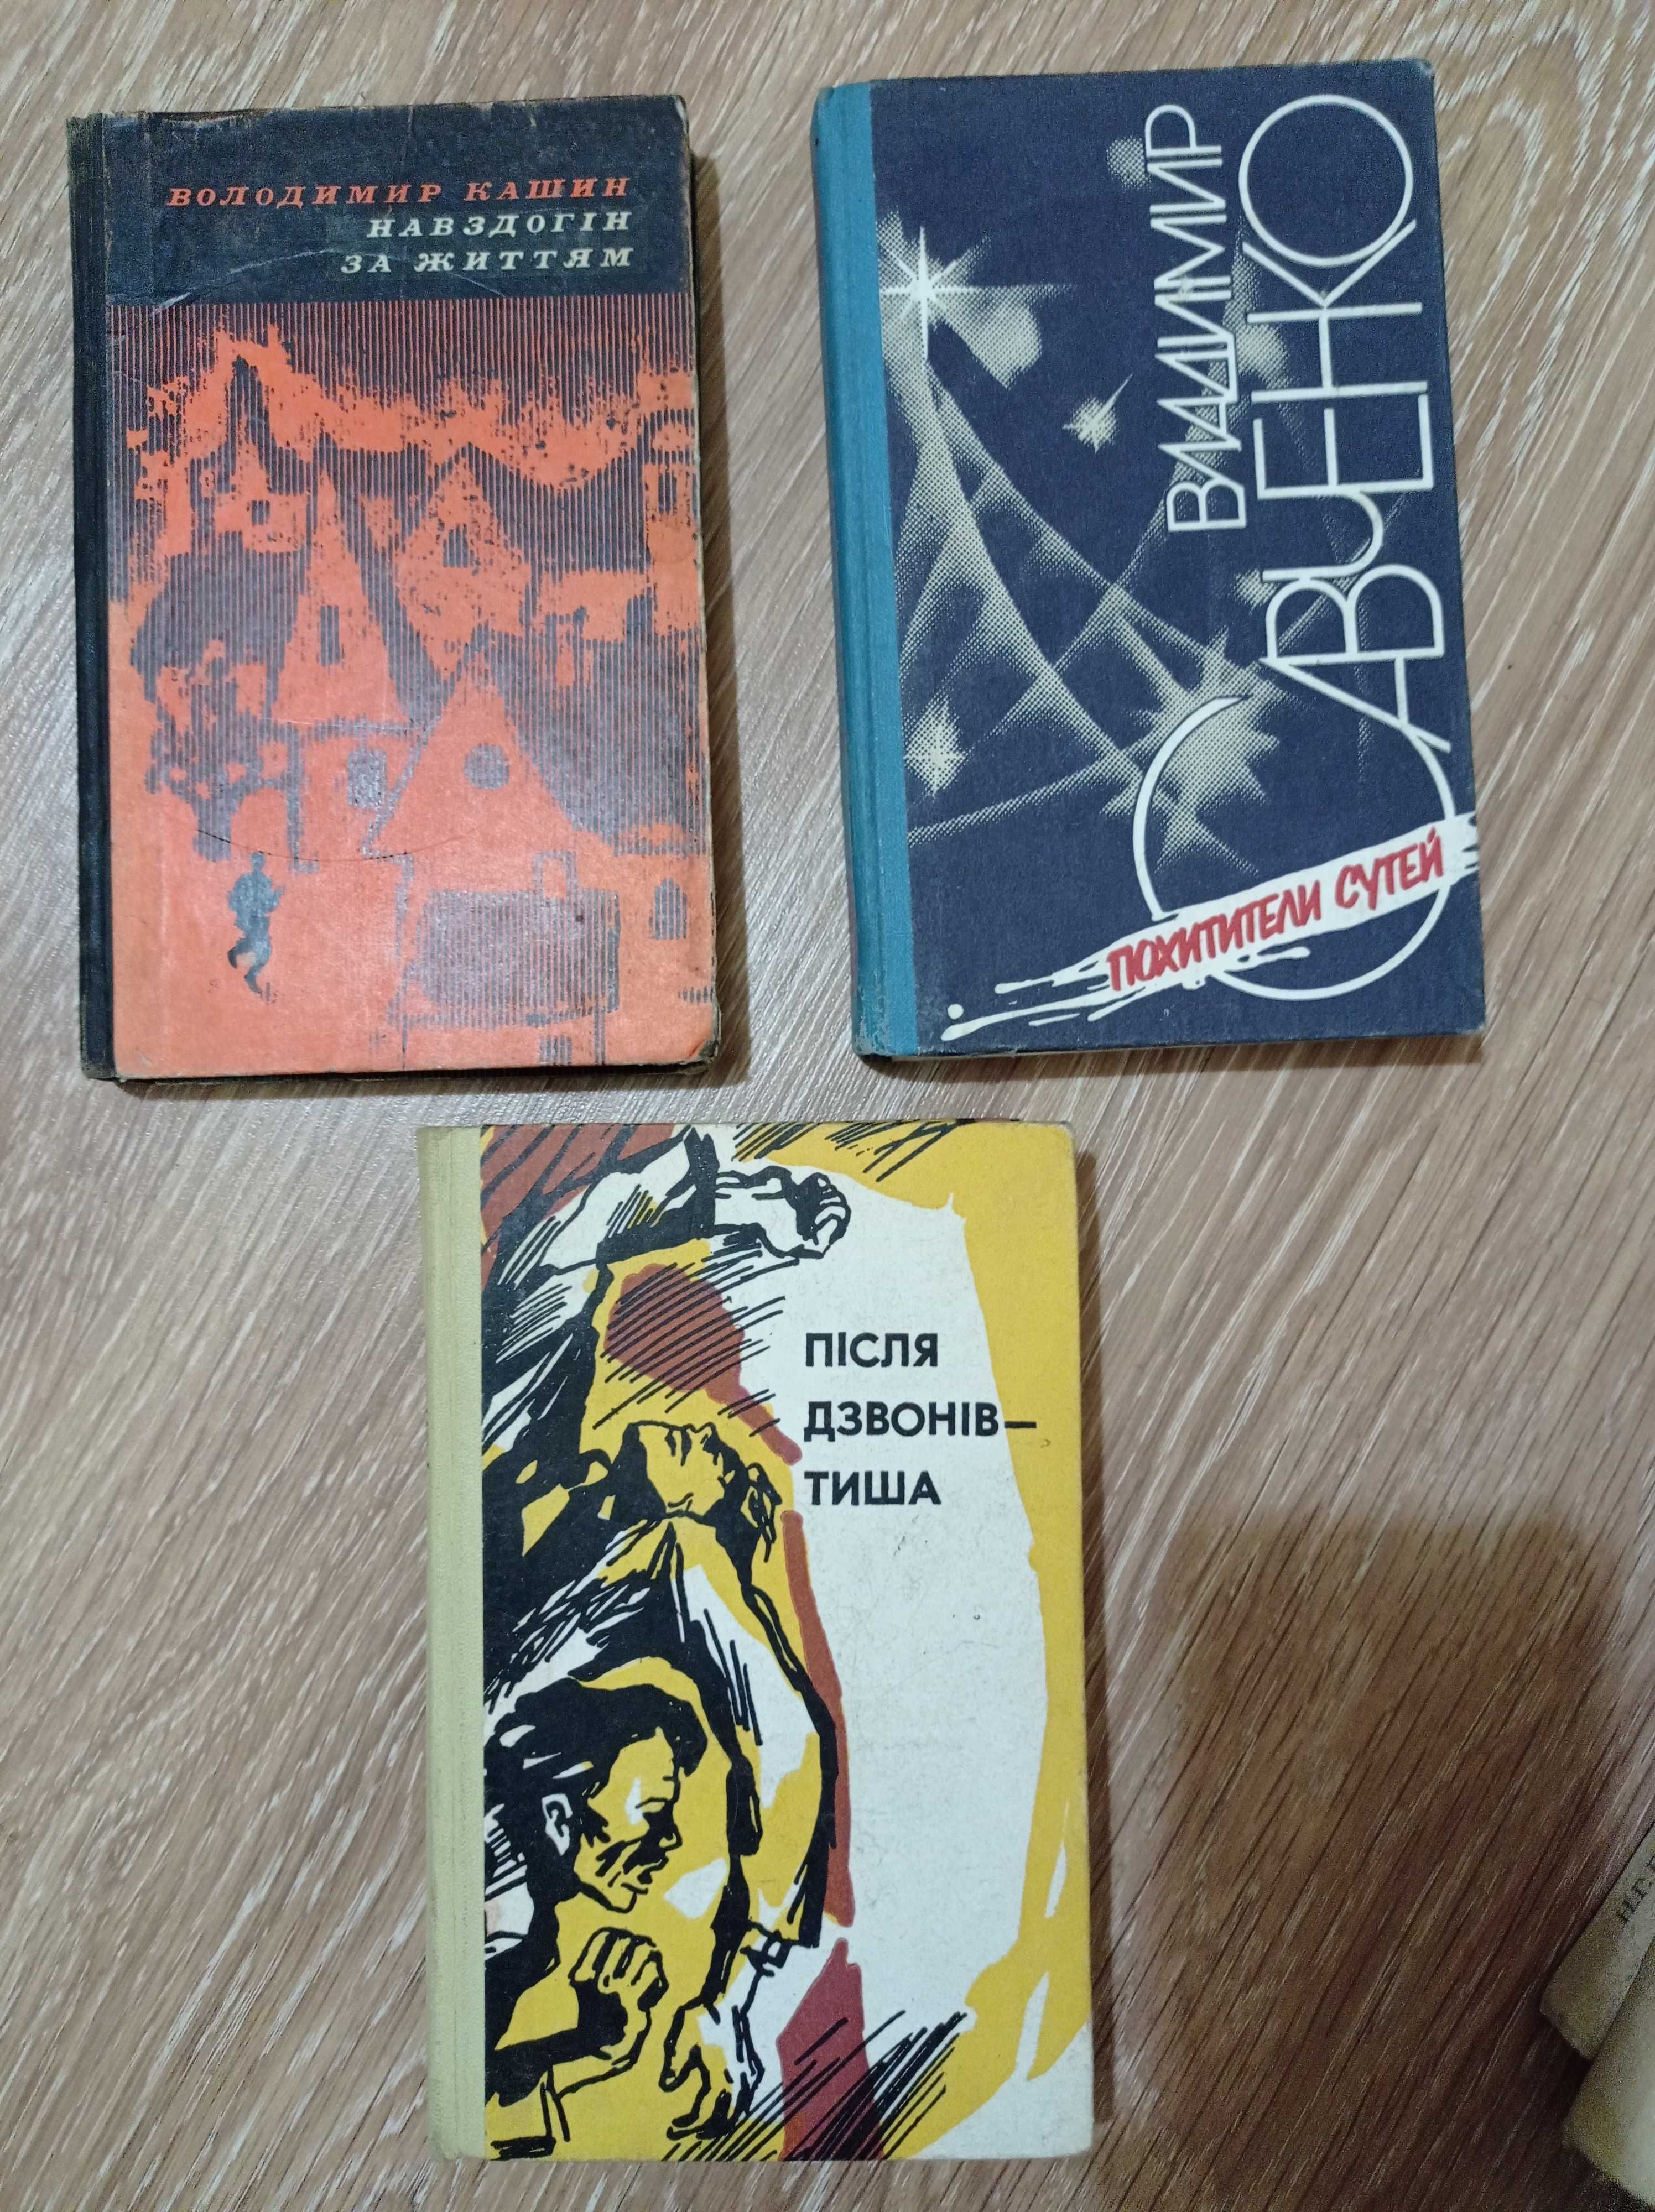 ВОЛОДИМИР КАШИН
НАВЗДОГІН
ЗА ЖИТТЯМ
ВЛАДИМИР
САВЧЕНКО
ПОХИТИТЕЛИ СУТЕЙ
ПІСЛЯ
ДЗВОНІВ—
ТИША